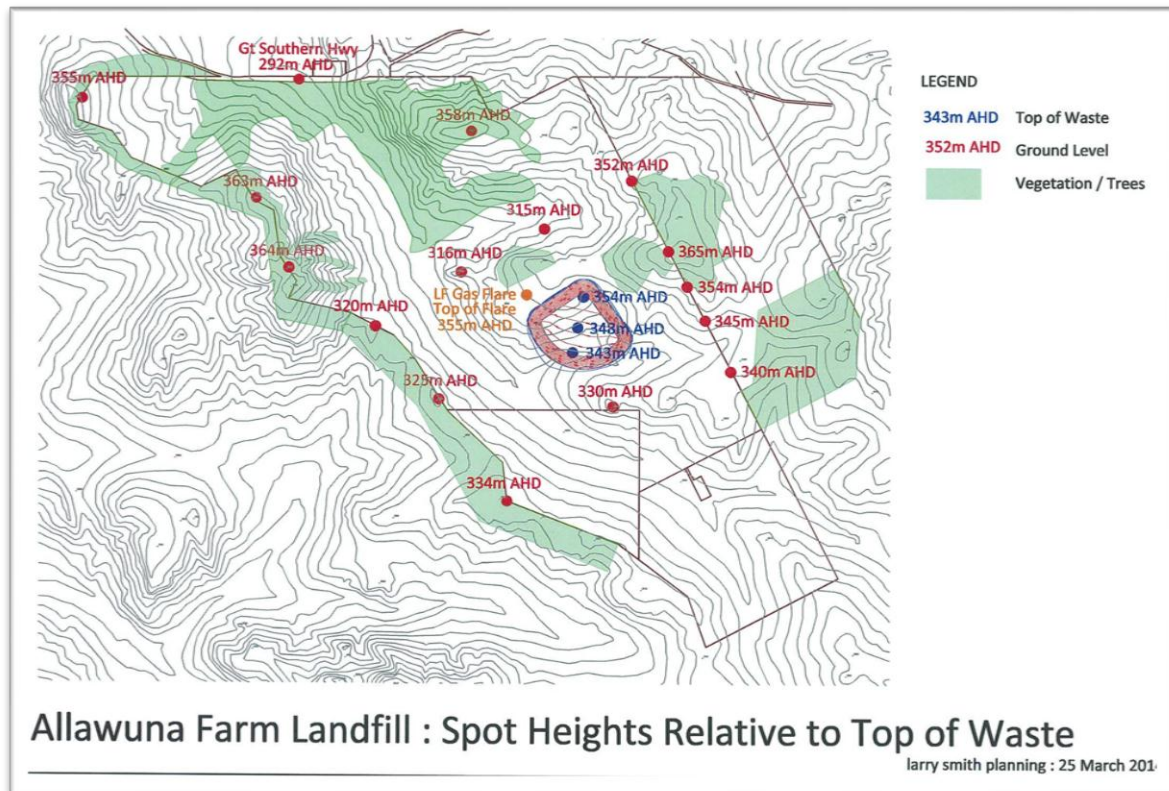 Gt Southern Hwy
292m AHD
355m AHD
358m AHD
352m AHD
363m AHD
315m AHD
364m AHD
316m AHD
365m AHD
LF Gas Flare
Top of Flare
355m AHD
354m AHD
354m AHD
320m AHD
348m AHD
345m AHD
343m AHD
325m AHD
340m AHD
330m AHD
334m AHD
LEGEND
343m AHD Top of Waste
352m AHD Ground Level
Vegetation / Trees
Allawuna Farm Landfill : Spot Heights Relative to Top of Waste
larry smith planning : 25 March